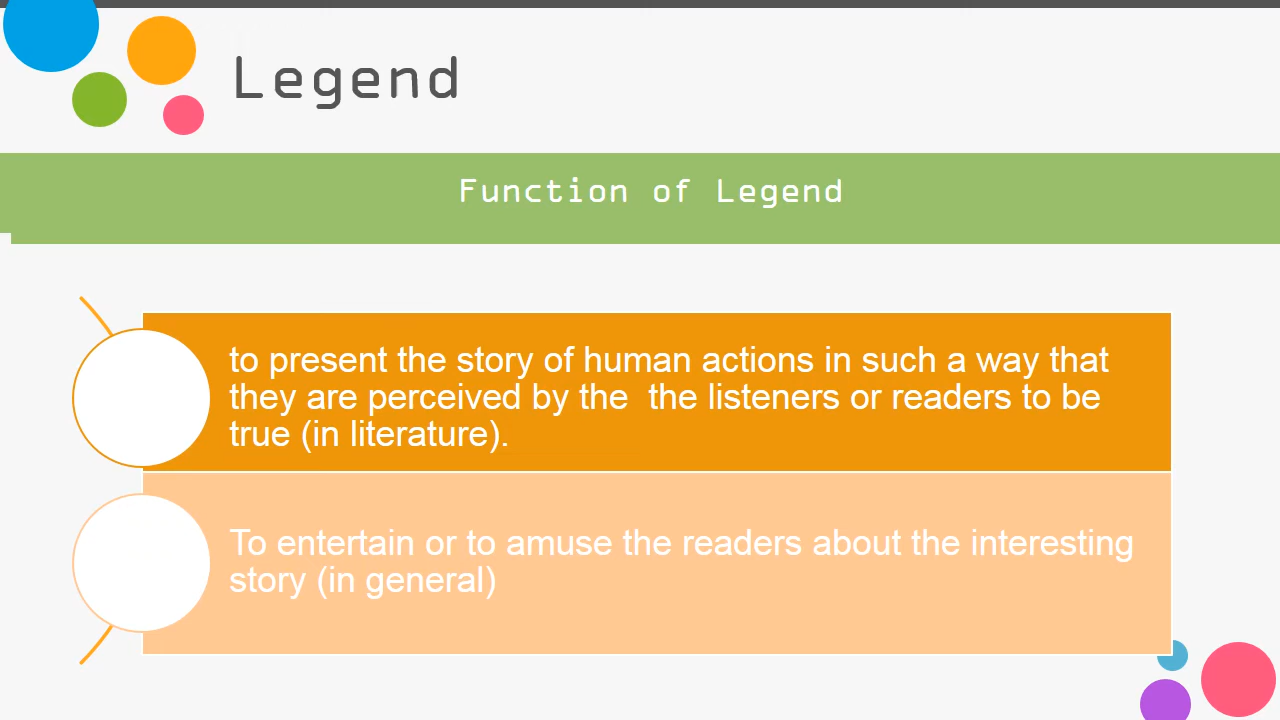 Legend
Function of Legend
to present the story of human actions in such a way that
they are perceived by the  the listeners or readers to be
true (in literature).
To entertain or to amuse the readers about the interesting
story (in general)